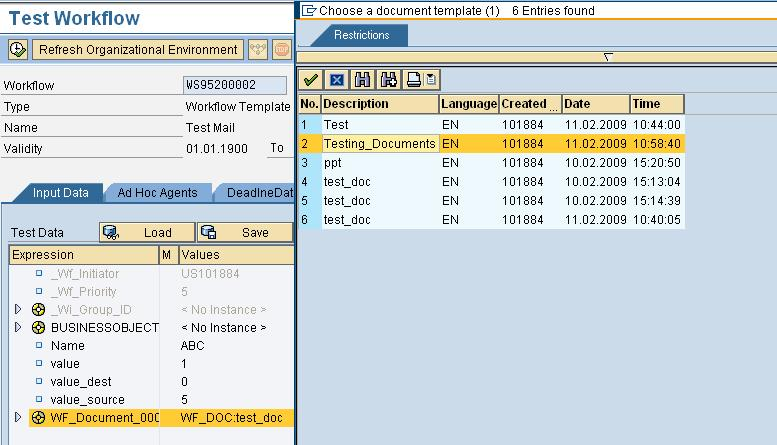 Test Workflow
Refresh Organizational Environment
STOP
Workflow WS95200002
Type Workflow Template
Name Test Mail
Validity 01.01.1900 To
Input Data Ad Hoc Agents DeadlineDat
Test Data Load Save
Expression M Values
_Wf_Initiator US101884
_Wf_Priority 5
_Wi_Group_ID < No Instance >
BUSINESSOBJECT < No Instance >
Name ABC
value 1
value_dest 0
value_source 5
WF_Document_000 WF_DOC:test_doc
Choose a document template (1) 6 Entries found
Restrictions
No. Description Language Created ... Date Time
1 Test EN 101884 11.02.2009 10:44:00
2 Testing_Documents EN 101884 11.02.2009 10:58:40
3 ppt EN 101884 10.02.2009 15:20:50
4 test_doc EN 101884 10.02.2009 15:13:04
5 test_doc EN 101884 10.02.2009 15:14:39
6 test_doc EN 101884 11.02.2009 10:40:05